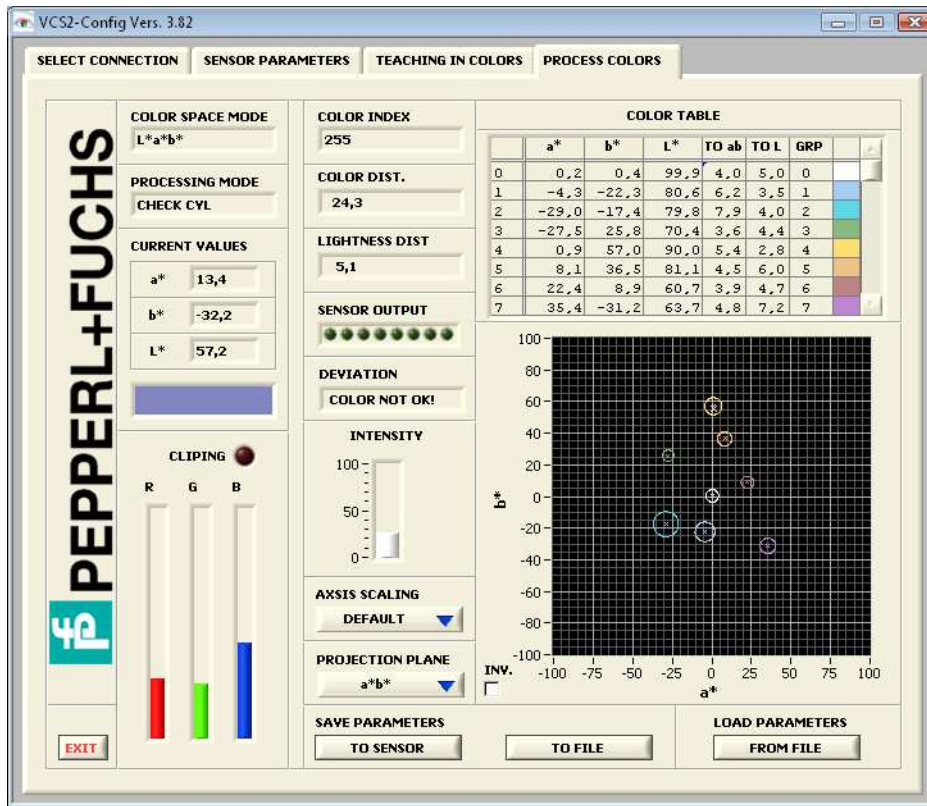 VCS2-Config Vers. 3.82
SELECT CONNECTION SENSOR PARAMETERS TEACHING IN COLORS PROCESS COLORS
PEPPERL+FUCHS
COLOR SPACE MODE
L*a*b*
PROCESSING MODE
CHECK CYL
CURRENT VALUES
a* 13,4
b* -32,2
L* 57,2
CLIPING
R G B
EXIT
COLOR INDEX
255
COLOR DIST.
24,3
LIGHTNESS DIST
5,1
SENSOR OUTPUT
DEVIATION
COLOR NOT OK!
INTENSITY
100
50
0
AXSIS SCALING
DEFAULT
PROJECTION PLANE
a*b*
COLOR TABLE
a* b* L* TO ab TO L GRP
0 0,2 0,4 99,9 4,0 5,0 0
1 -4,3 -22,3 80,6 6,2 3,5 1
2 -29,0 -17,4 79,8 7,9 4,0 2
3 -27,5 25,8 70,4 3,6 4,4 3
4 0,9 57,0 90,0 5,4 2,8 4
5 8,1 36,5 81,1 4,5 6,0 5
6 22,4 8,9 60,7 3,9 4,7 6
7 35,4 -31,2 63,7 4,8 7,2 7
100
80
60
40
20
0
-20
-40
-60
-80
-100
b*
-100 -75 -50 -25 0 25 50 75 100
a*
INV.
SAVE PARAMETERS
TO SENSOR
TO FILE
LOAD PARAMETERS
FROM FILE